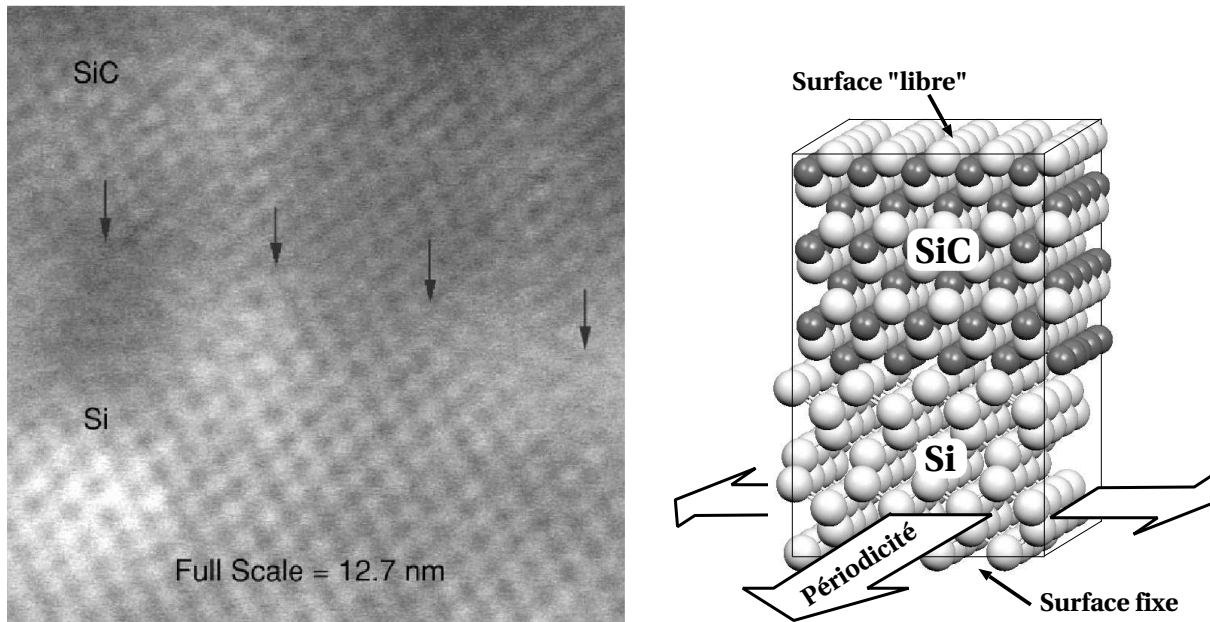 SiC
Si
Full Scale = 12.7 nm
Surface "libre"
SiC
Si
Périodicité
Surface fixe